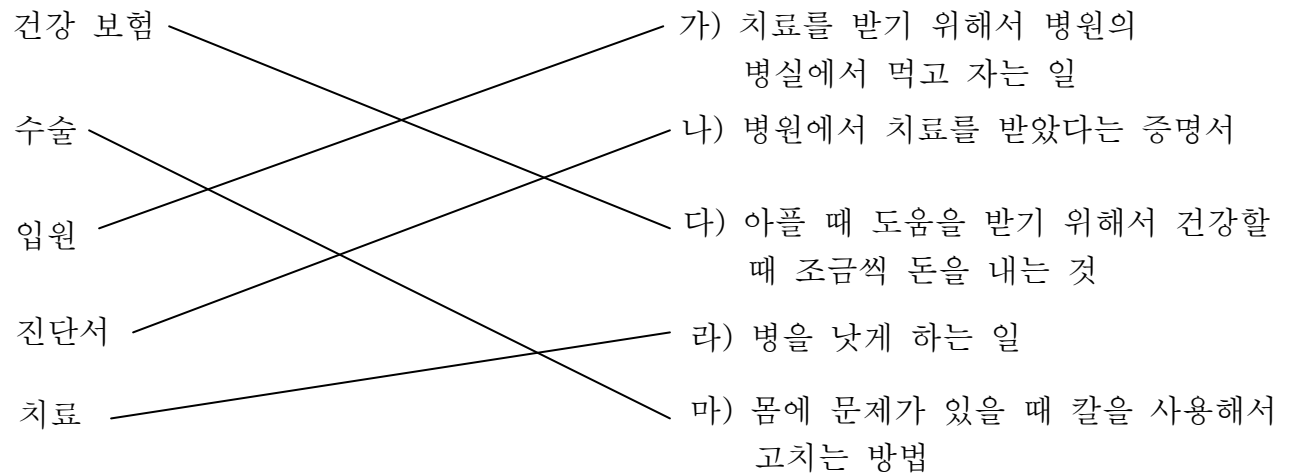 건강 보험
가) 치료를 받기 위해서 병원의
병실에서 먹고 자는 일
수술
나) 병원에서 치료를 받았다는 증명서
입원
다) 아플 때 도움을 받기 위해서 건강할
때 조금씩 돈을 내는 것
진단서
라) 병을 낫게 하는 일
치료
마) 몸에 문제가 있을 때 칼을 사용해서
고치는 방법